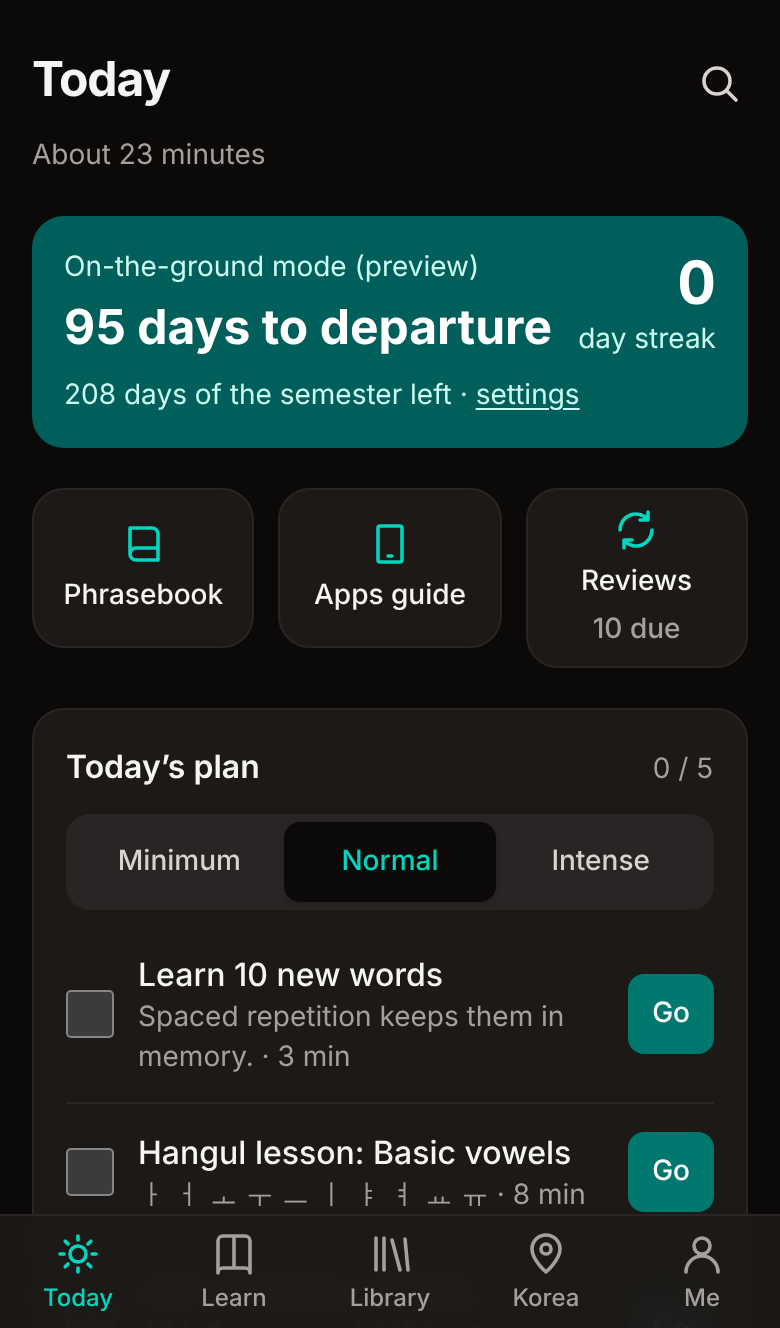 Today
About 23 minutes
On-the-ground mode (preview)
95 days to departure
0
day streak
208 days of the semester left · settings
Phrasebook
Apps guide
Reviews
10 due
Today’s plan
0 / 5
Minimum
Normal
Intense
Learn 10 new words
Spaced repetition keeps them in
memory. · 3 min
Go
Hangul lesson: Basic vowels
ㅏ ㅓ ㅗ ㅜ ㅡ ㅣ ㅑ ㅕ ㅛ ㅠ · 8 min
Go
Today
Learn
Library
Korea
Me